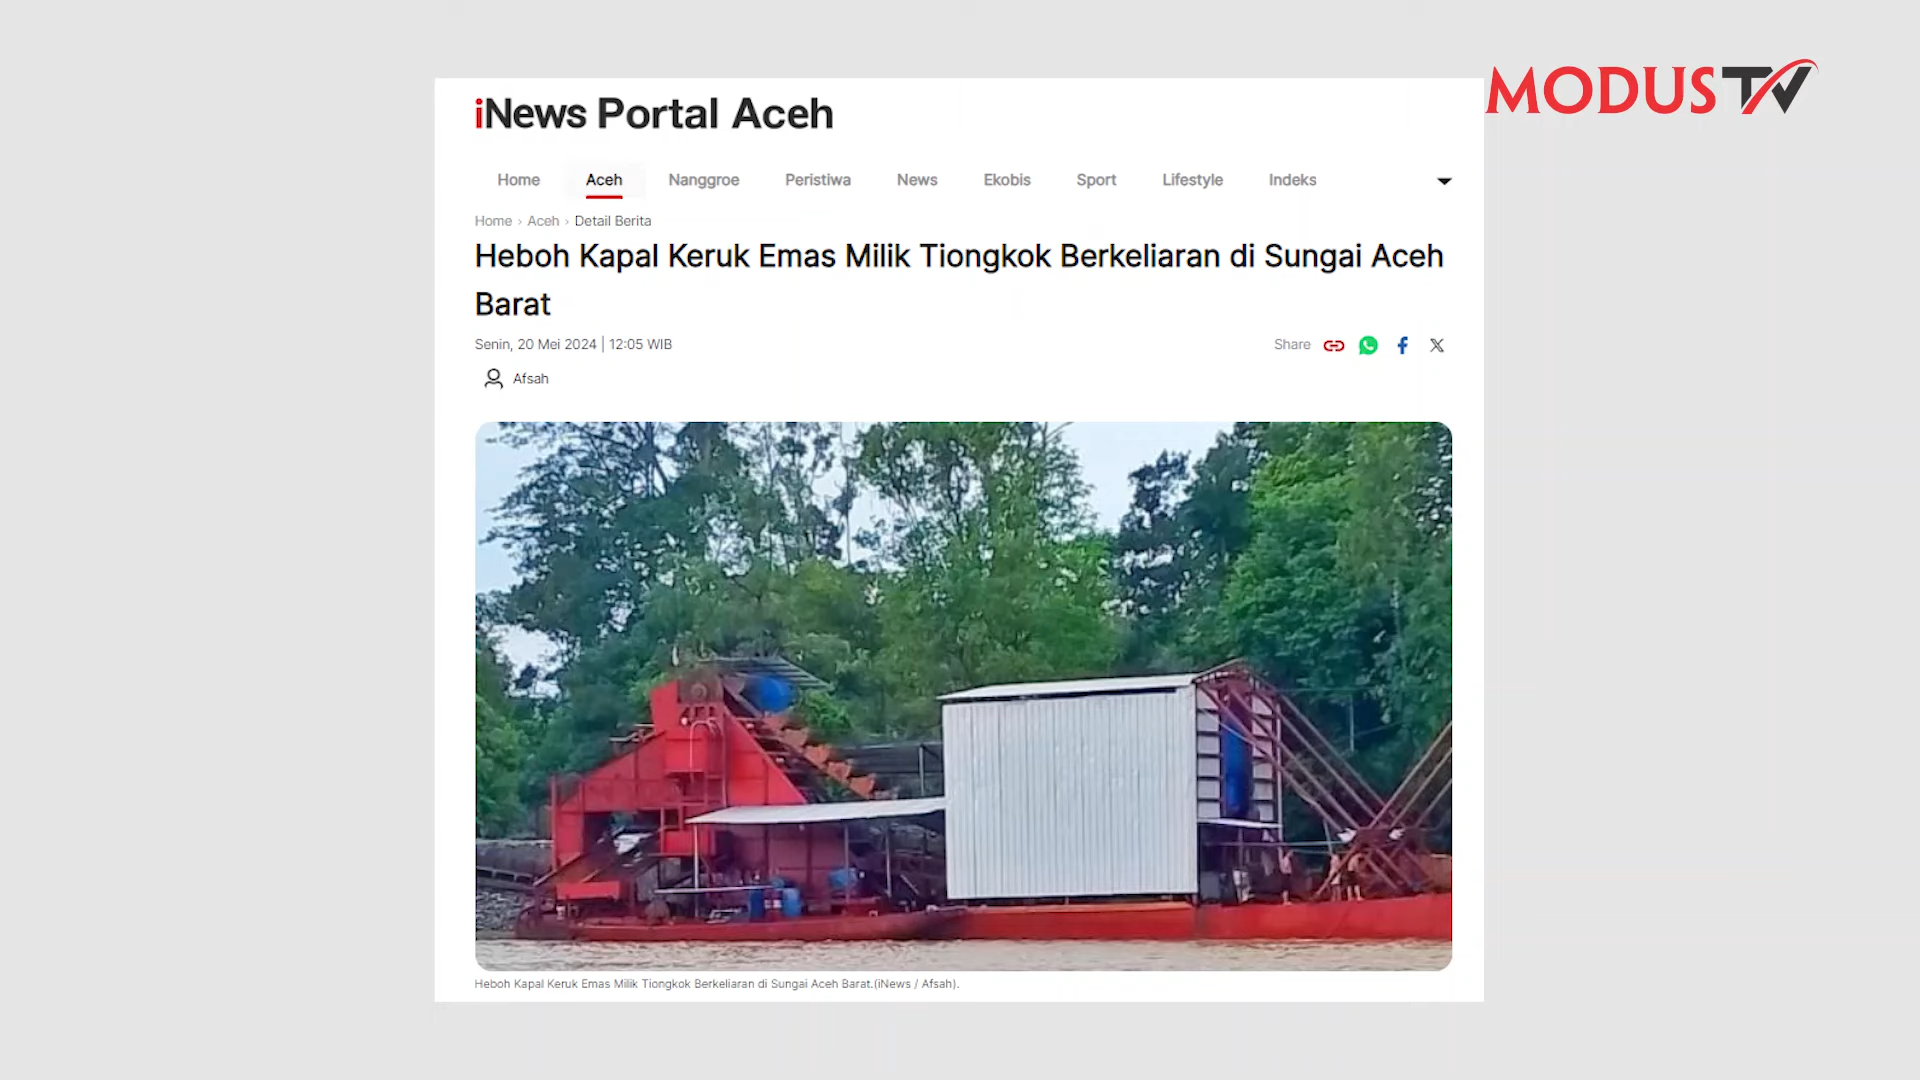 MODUS TV
iNews Portal Aceh
Home Aceh Nanggroe Peristiwa News Ekobis Sport Lifestyle Indeks
Home › Aceh › Detail Berita
Heboh Kapal Keruk Emas Milik Tiongkok Berkeliaran di Sungai Aceh
Barat
Senin, 20 Mei 2024 | 12:05 WIB
Share
Afsah
Heboh Kapal Keruk Emas Milik Tiongkok Berkeliaran di Sungai Aceh Barat.(iNews / Afsah).